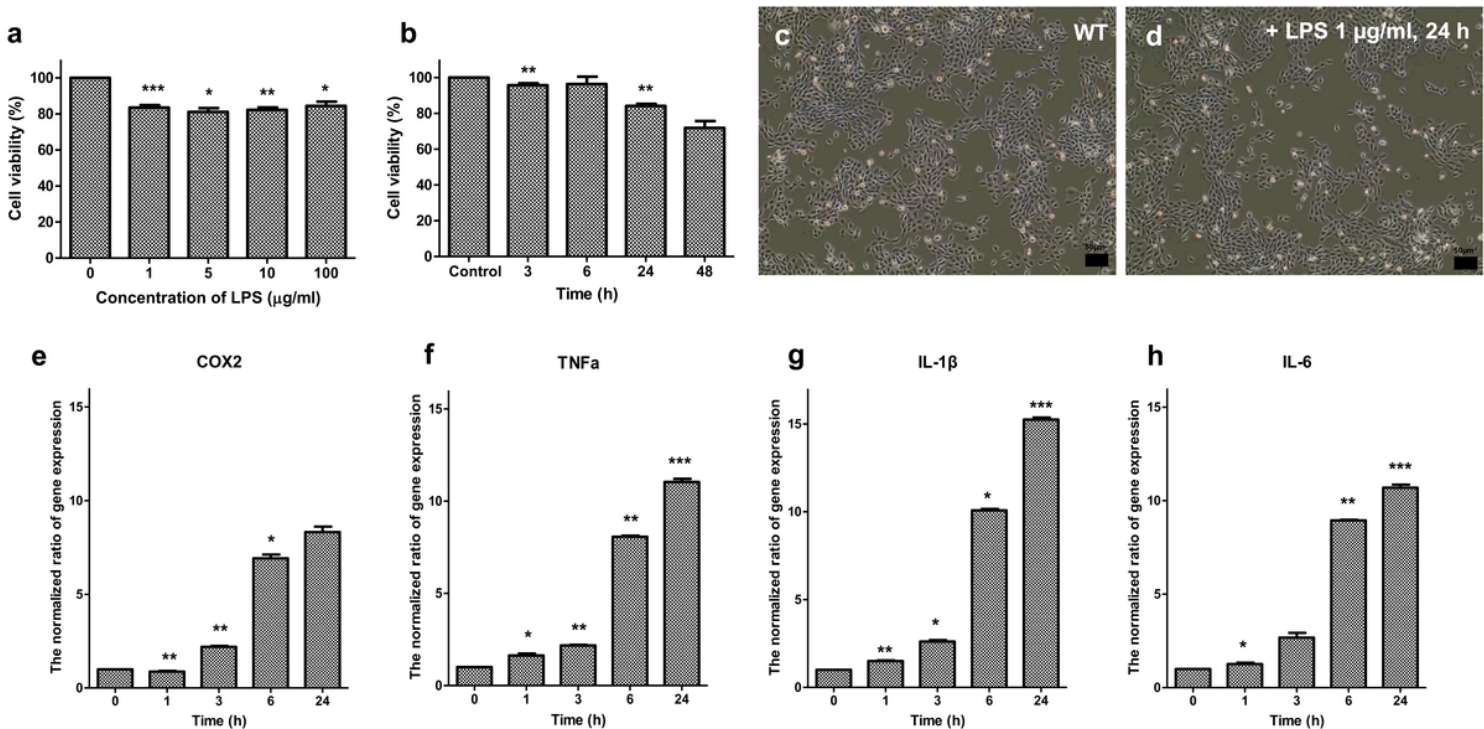 a
Cell viability (%)
100
80
60
40
20
0
***
*
**
*
0 1 5 10 100
Concentration of LPS (μg/ml)
b
Cell viability (%)
100
80
60
40
20
0
**
**
Control 3 6 24 48
Time (h)
c
WT
50μm
d
+ LPS 1 μg/ml, 24 h
50μm
e
COX2
The normalized ratio of gene expression
15
10
5
0
**
**
*
0 1 3 6 24
Time (h)
f
TNFa
The normalized ratio of gene expression
15
10
5
0
*
**
**
***
0 1 3 6 24
Time (h)
g
IL-1β
The normalized ratio of gene expression
15
10
5
0
**
*
*
***
0 1 3 6 24
Time (h)
h
IL-6
The normalized ratio of gene expression
15
10
5
0
*
**
***
0 1 3 6 24
Time (h)